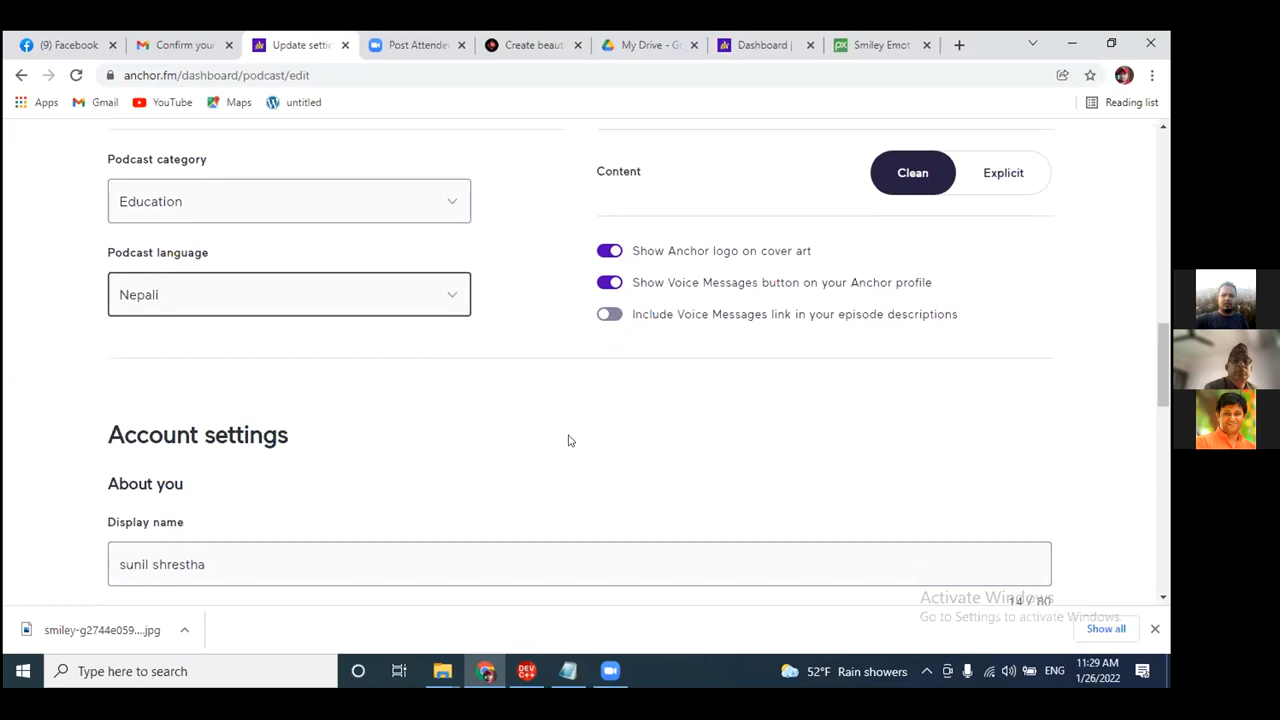 (9) Facebook
Confirm your
Update settin
Post Attende
Create beaut
My Drive - Go
Dashboard |
Smiley Emot
anchor.fm/dashboard/podcast/edit
Apps
Gmail
YouTube
Maps
untitled
Reading list
Podcast category
Education
Podcast language
Nepali
Content
Clean
Explicit
Show Anchor logo on cover art
Show Voice Messages button on your Anchor profile
Include Voice Messages link in your episode descriptions
Account settings
About you
Display name
sunil shrestha
14 / 80
Activate Windows
Go to Settings to activate Windows.
smiley-g2744e059....jpg
Show all
Type here to search
DEV
C++
52°F Rain showers
ENG
11:29 AM
1/26/2022